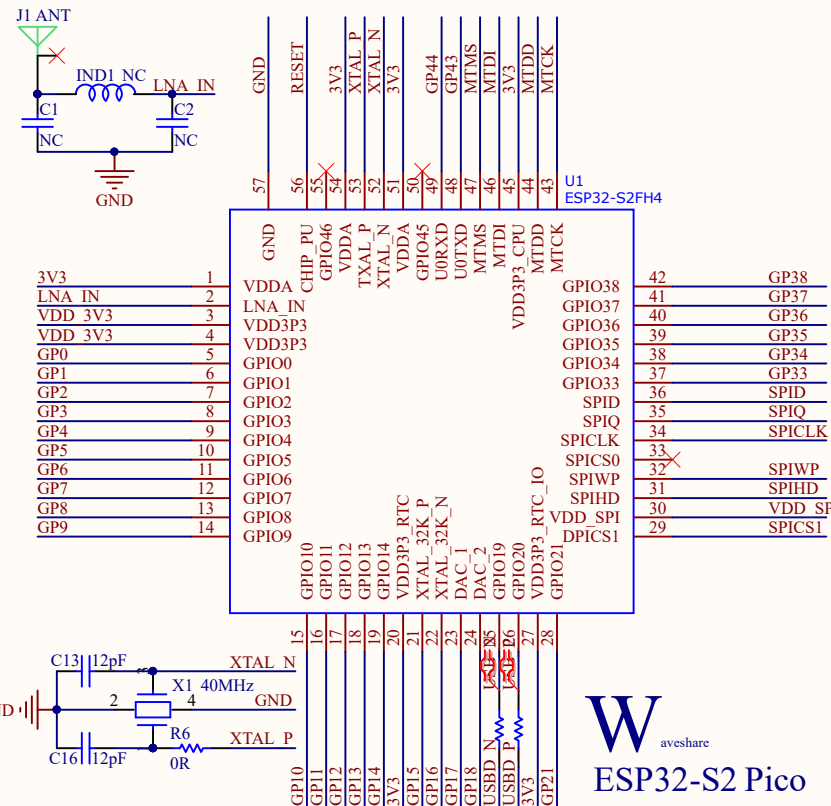 J1 ANT
IND1 NC
LNA_IN
C1
NC
C2
NC
GND
GND
RESET
3V3
XTAL_P
XTAL_N
3V3
GP44
GP43
MTMS
MTDI
3V3
MTDD
MTCK
57
56
55
54
53
52
51
50
49
48
47
46
45
44
43
U1
ESP32-S2FH4
GND
CHIP_PU
GPIO46
VDDA
TXAL_P
XTAL_N
VDDA
GPIO45
U0RXD
U0TXD
MTMS
MTDI
VDD3P3_CPU
MTDD
MTCK
3V3 1 VDDA
LNA_IN 2 LNA_IN
VDD_3V3 3 VDD3P3
VDD_3V3 4 VDD3P3
GP0 5 GPIO0
GP1 6 GPIO1
GP2 7 GPIO2
GP3 8 GPIO3
GP4 9 GPIO4
GP5 10 GPIO5
GP6 11 GPIO6
GP7 12 GPIO7
GP8 13 GPIO8
GP9 14 GPIO9
GPIO38 42 GP38
GPIO37 41 GP37
GPIO36 40 GP36
GPIO35 39 GP35
GPIO34 38 GP34
GPIO33 37 GP33
SPID 36 SPID
SPIQ 35 SPIQ
SPICLK 34 SPICLK
SPICS0 33
SPIWP 32 SPIWP
SPIHD 31 SPIHD
VDD_SPI 30 VDD_SP
DPICS1 29 SPICS1
GPIO10
GPIO11
GPIO12
GPIO13
GPIO14
VDD3P3_RTC
XTAL_32K_P
XTAL_32K_N
DAC_1
DAC_2
GPIO19
GPIO20
VDD3P3_RTC_IO
GPIO21
15
16
17
18
19
20
21
22
23
24
25
26
27
28
GP10
GP11
GP12
GP13
GP14
3V3
GP15
GP16
GP17
GP18
USBD_N
USBD_P
3V3
GP21
C13 12pF
XTAL_N
X1 40MHz
2
4
GND
3
1
R6
0R
XTAL_P
C16 12pF
ND
Waveshare
ESP32-S2 Pico